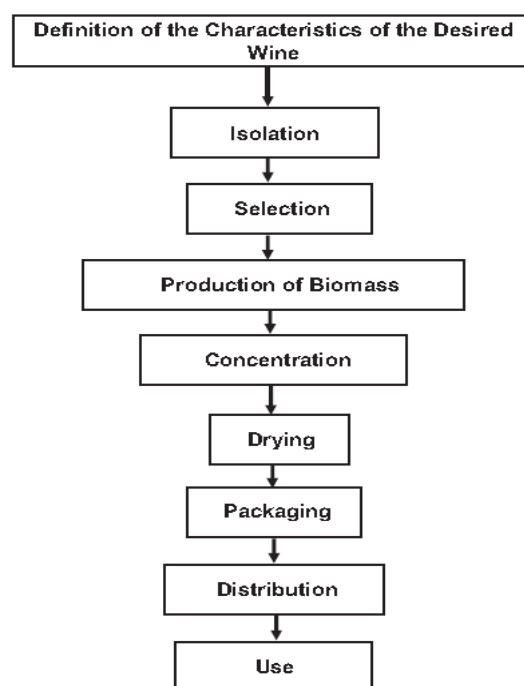 Definition of the Characteristics of the Desired
Wine
Isolation
Selection
Production of Biomass
Concentration
Drying
Packaging
Distribution
Use